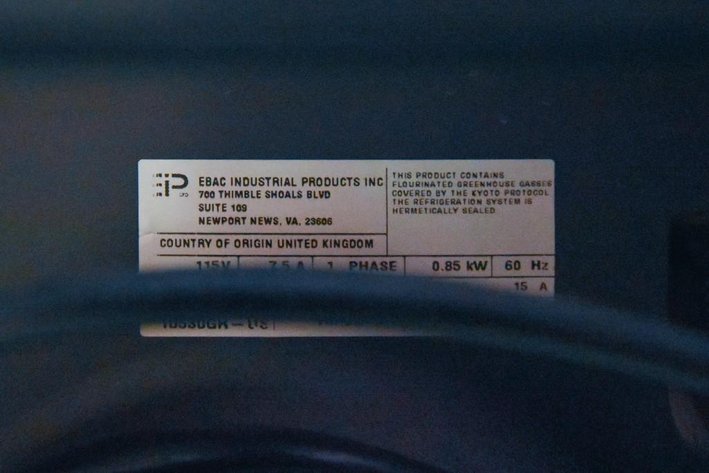 EIP LTD
EBAC INDUSTRIAL PRODUCTS INC
700 THIMBLE SHOALS BLVD
SUITE 109
NEWPORT NEWS, VA. 23606
THIS PRODUCT CONTAINS
FLOURINATED GREENHOUSE GASSES
COVERED BY THE KYOTO PROTOCOL
THE REFRIGERATION SYSTEM IS
HERMETICALLY SEALED
COUNTRY OF ORIGIN UNITED KINGDOM
115V 7.5 A 1 PHASE 0.85 kW 60 Hz
15 A